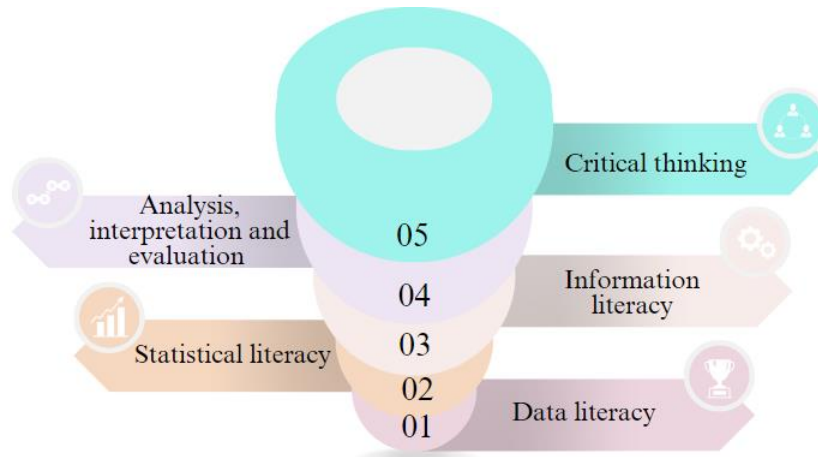 Critical thinking
Analysis,
interpretation and
evaluation
05
Information
literacy
04
Statistical literacy
03
02
Data literacy
01